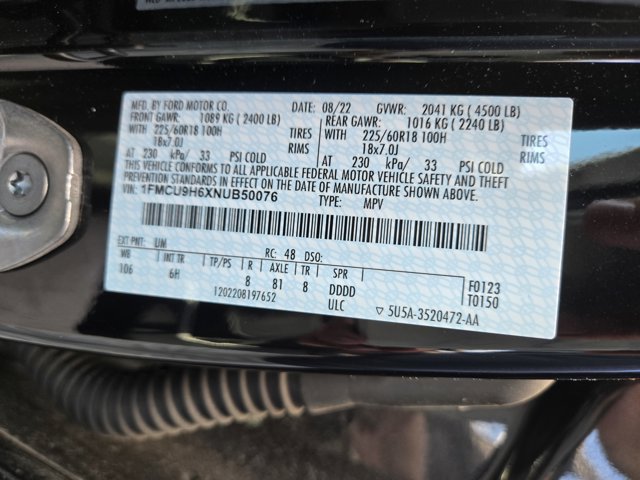 MFD. BY FORD MOTOR CO. DATE: 08/22 GVWR: 2041 KG ( 4500 LB)
FRONT GAWR: 1089 KG ( 2400 LB) REAR GAWR: 1016 KG ( 2240 LB)
WITH 225/60R18 100H TIRES WITH 225/60R18 100H TIRES
18x7.0J RIMS 18x7.0J RIMS
AT 230 kPa/ 33 PSI COLD AT 230 kPa/ 33 PSI COLD
THIS VEHICLE CONFORMS TO ALL APPLICABLE FEDERAL MOTOR VEHICLE SAFETY AND THEFT
PREVENTION STANDARDS IN EFFECT ON THE DATE OF MANUFACTURE SHOWN ABOVE.
VIN: 1FMCU9H6XNUB50076 TYPE: MPV
EXT PNT: UM RC: 48 DSO:
WB INT TR TP/PS R AXLE TR SPR F0123
106 6H 8 81 8 DDDD T0150
1202208197652 ULC 5U5A-3520472-AA